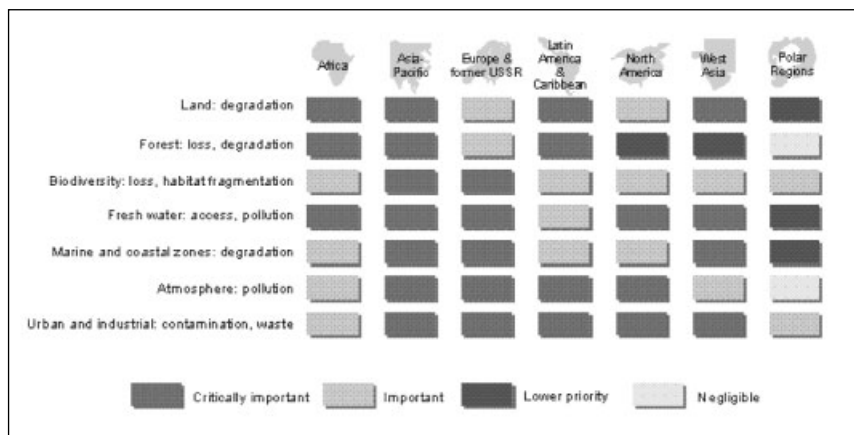 Africa
Asia-
Pacific
Europe &
former USSR
Latin
America
&
Caribbean
North
America
West
Asia
Polar
Regions
Land: degradation
Forest: loss, degradation
Biodiversity: loss, habitat fragmentation
Fresh water: access, pollution
Marine and coastal zones: degradation
Atmosphere: pollution
Urban and industrial: contamination, waste
Critically important
Important
Lower priority
Negligible